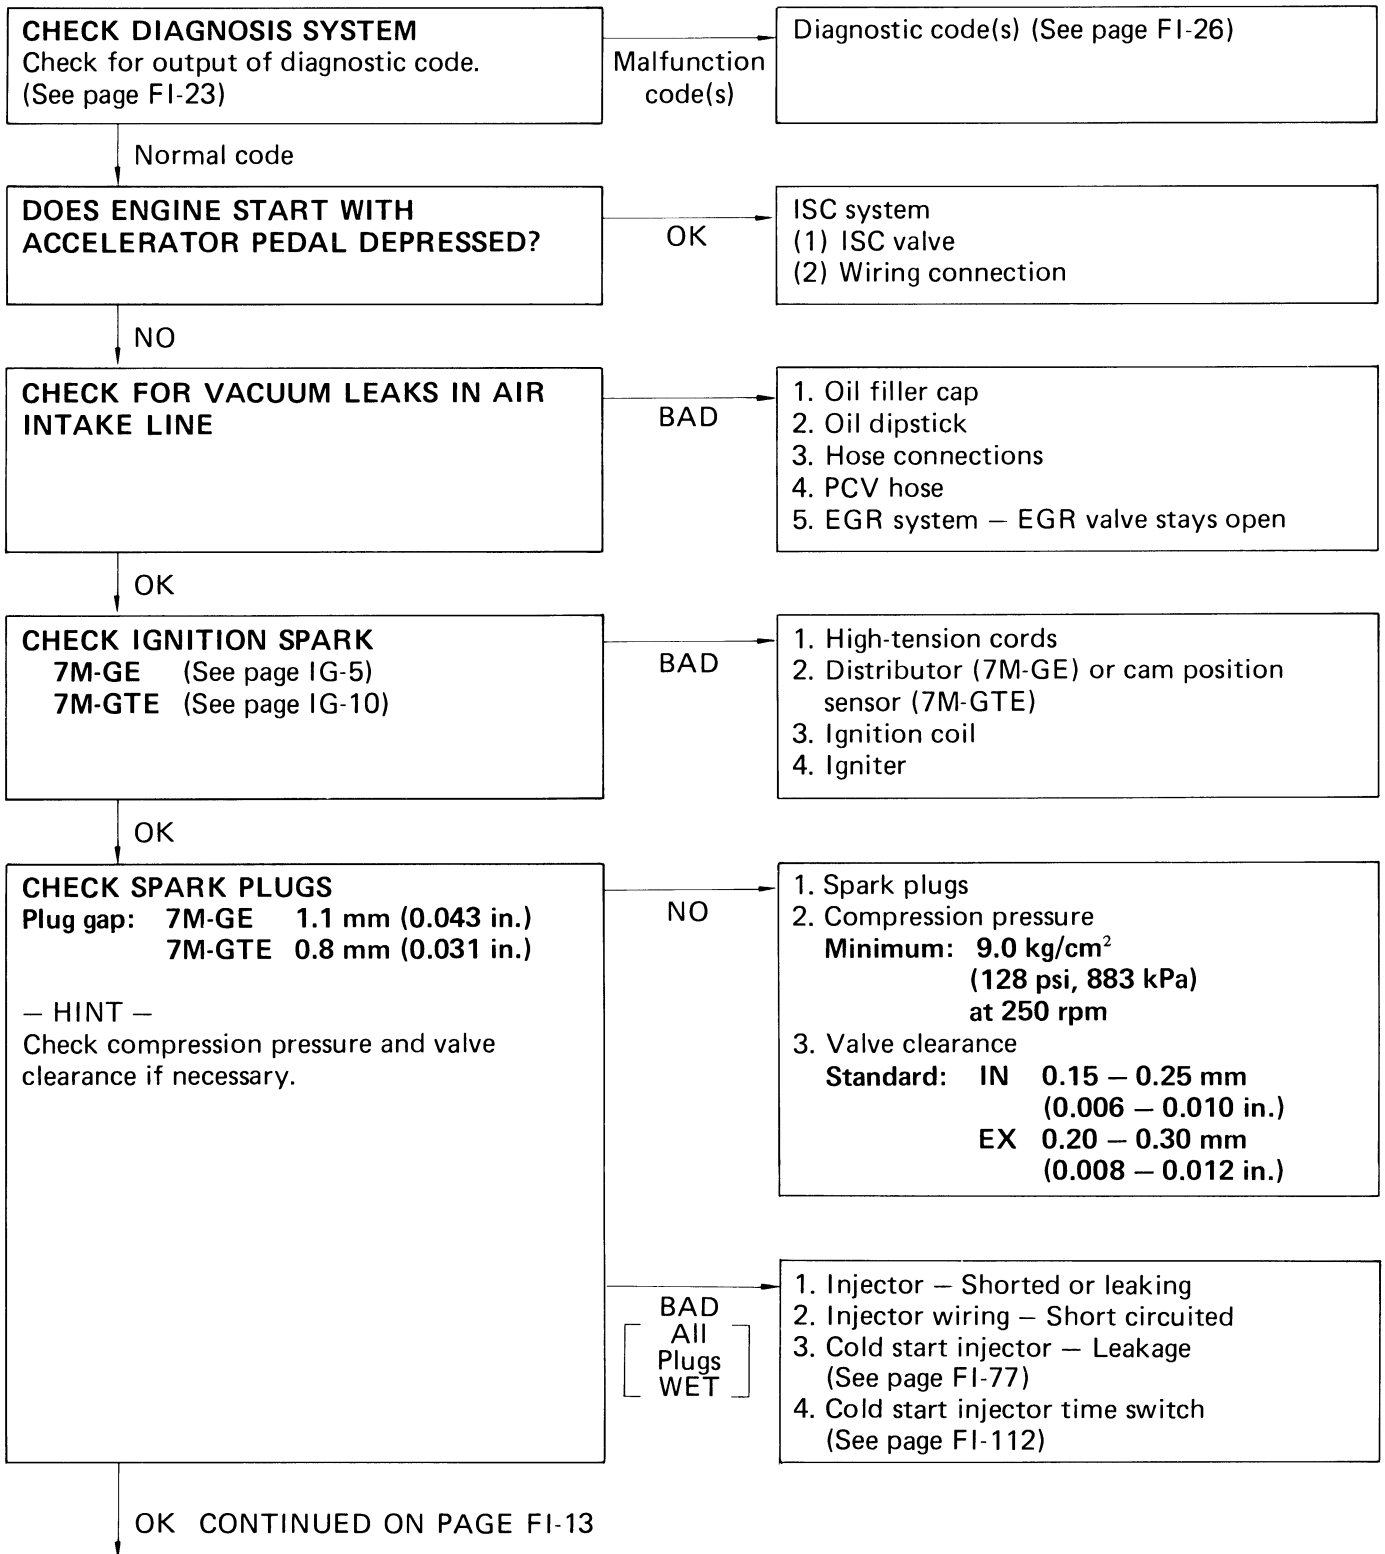 CHECK DIAGNOSIS SYSTEM
Check for output of diagnostic code.
(See page FI-23)
Malfunction
code(s)
Diagnostic code(s) (See page FI-26)
Normal code
DOES ENGINE START WITH
ACCELERATOR PEDAL DEPRESSED?
OK
ISC system
(1) ISC valve
(2) Wiring connection
NO
CHECK FOR VACUUM LEAKS IN AIR
INTAKE LINE
BAD
1. Oil filler cap
2. Oil dipstick
3. Hose connections
4. PCV hose
5. EGR system — EGR valve stays open
OK
CHECK IGNITION SPARK
7M-GE (See page IG-5)
7M-GTE (See page IG-10)
BAD
1. High-tension cords
2. Distributor (7M-GE) or cam position
sensor (7M-GTE)
3. Ignition coil
4. Igniter
OK
CHECK SPARK PLUGS
Plug gap: 7M-GE 1.1 mm (0.043 in.)
7M-GTE 0.8 mm (0.031 in.)
— HINT —
Check compression pressure and valve
clearance if necessary.
NO
1. Spark plugs
2. Compression pressure
Minimum: 9.0 kg/cm²
(128 psi, 883 kPa)
at 250 rpm
3. Valve clearance
Standard: IN 0.15 — 0.25 mm
(0.006 — 0.010 in.)
EX 0.20 — 0.30 mm
(0.008 — 0.012 in.)
BAD
All
Plugs
WET
1. Injector — Shorted or leaking
2. Injector wiring — Short circuited
3. Cold start injector — Leakage
(See page FI-77)
4. Cold start injector time switch
(See page FI-112)
OK CONTINUED ON PAGE FI-13